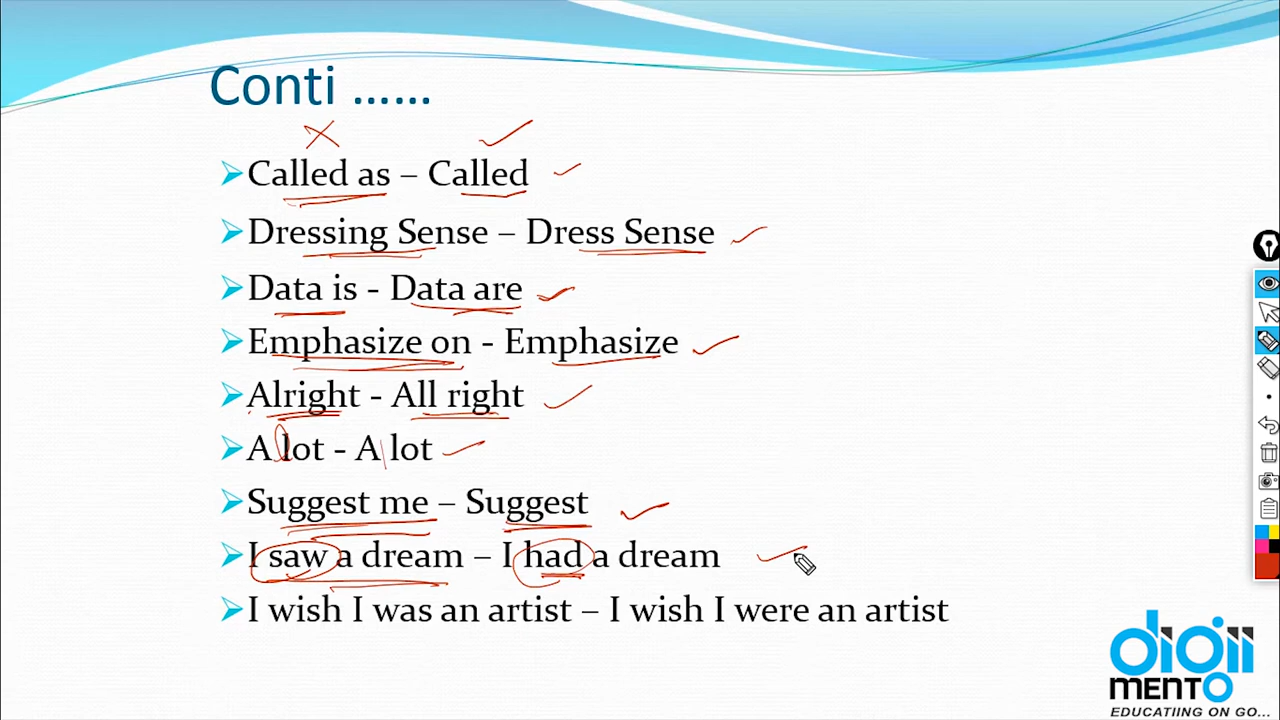 Conti ......
Called as – Called
Dressing Sense – Dress Sense
Data is - Data are
Emphasize on - Emphasize
Alright - All right
A lot - A lot
Suggest me – Suggest
I saw a dream – I had a dream
I wish I was an artist – I wish I were an artist
digii
MENTO
EDUCATIING ON GO...